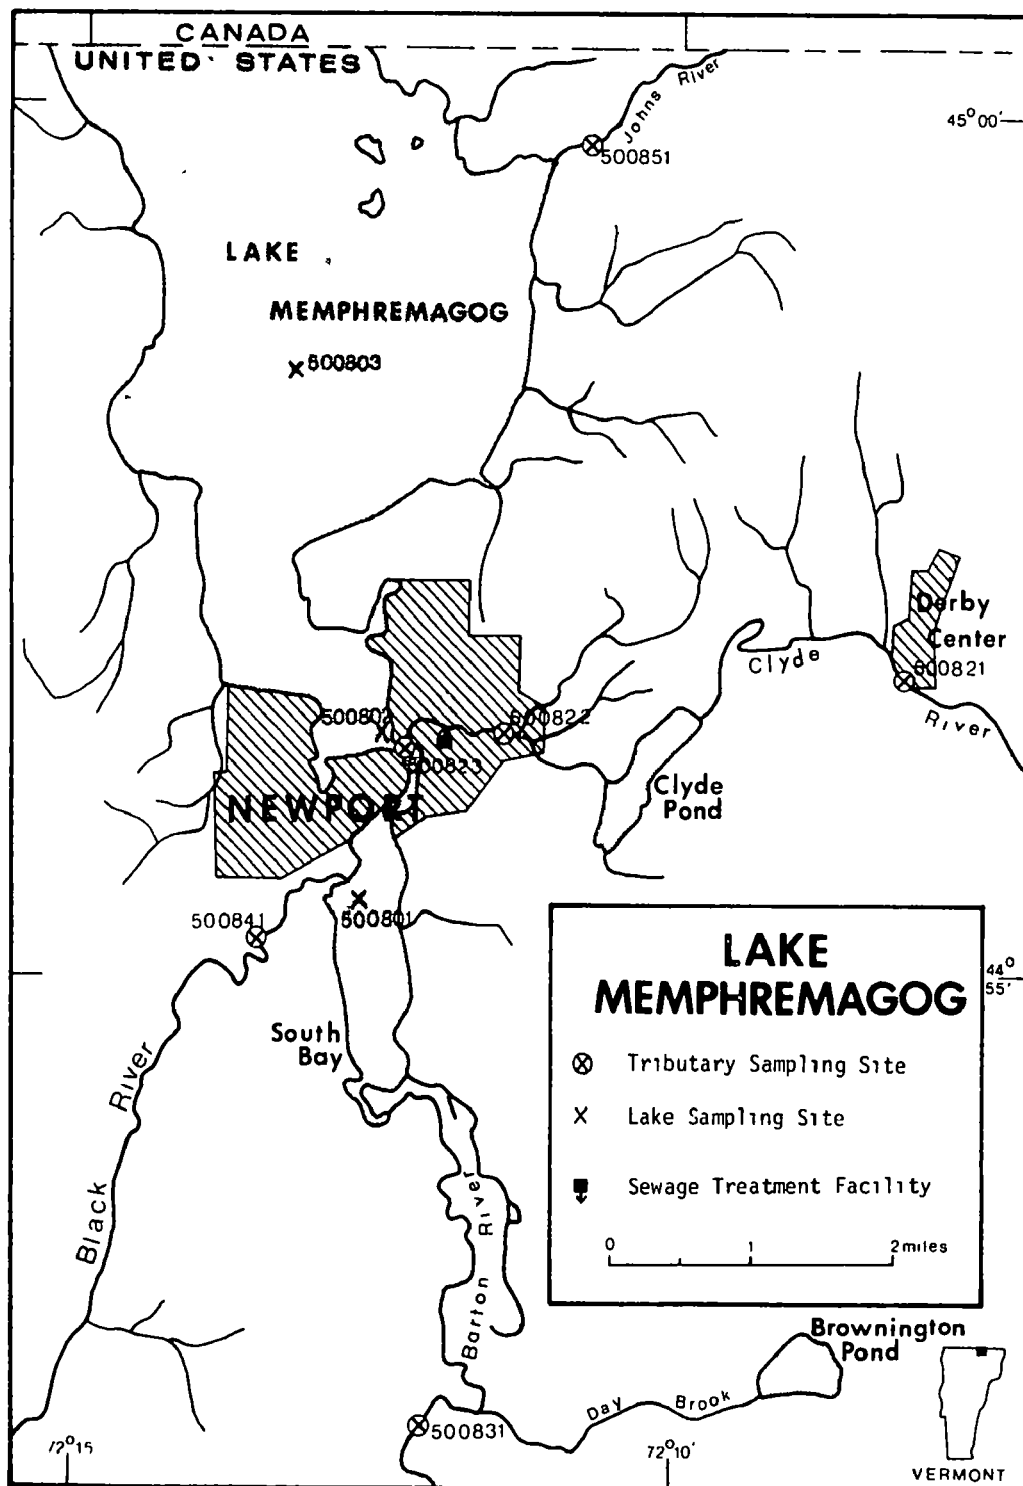 CANADA
UNITED STATES
Johns River
45° 00'
500851
LAKE
MEMPHREMAGOG
500803
Derby
Center
Clyde
500821
River
500802
500822
500823
Clyde
Pond
NEWPORT
500841
500801
LAKE
MEMPHREMAGOG
44°
55'
Tributary Sampling Site
Lake Sampling Site
Sewage Treatment Facility
0 1 2 miles
South
Bay
Black River
Barton River
Brownington
Pond
Day Brook
500831
72° 15
72° 10'
VERMONT